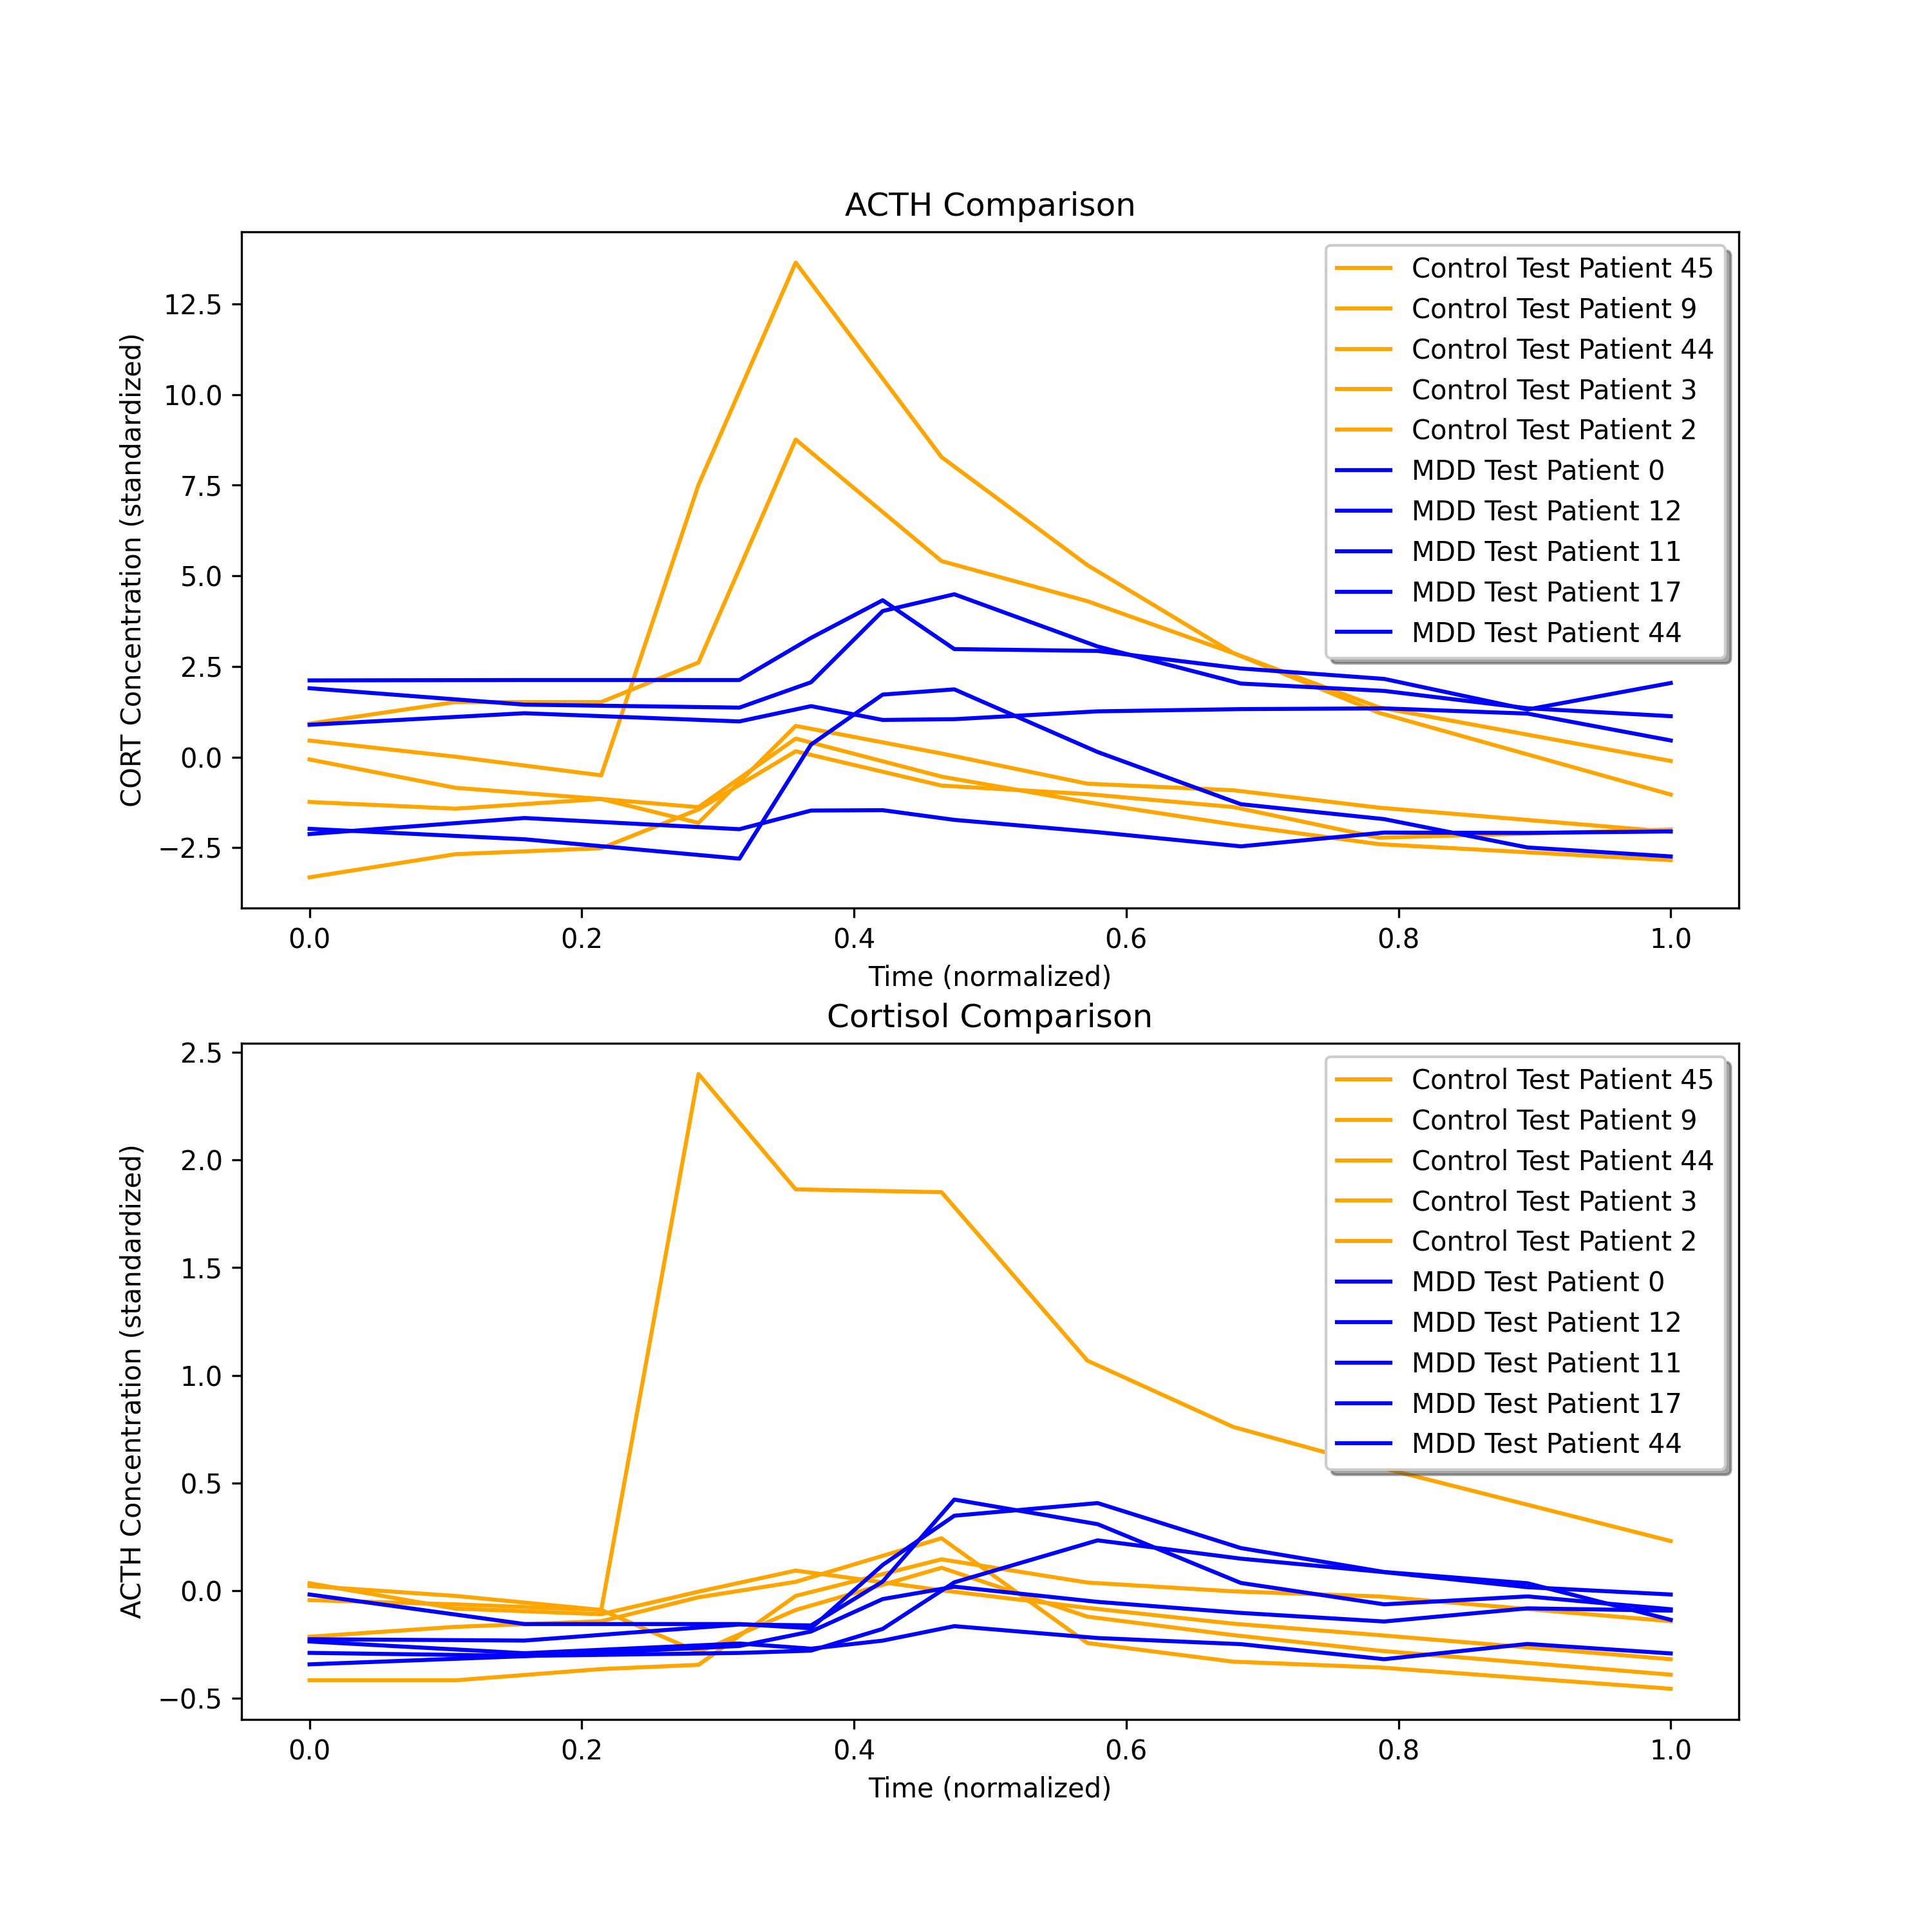 ACTH Comparison
CORT Concentration (standardized)
12.5
10.0
7.5
5.0
2.5
0.0
−2.5
Control Test Patient 45
Control Test Patient 9
Control Test Patient 44
Control Test Patient 3
Control Test Patient 2
MDD Test Patient 0
MDD Test Patient 12
MDD Test Patient 11
MDD Test Patient 17
MDD Test Patient 44
0.0 0.2 0.4 0.6 0.8 1.0
Time (normalized)
Cortisol Comparison
ACTH Concentration (standardized)
2.5
2.0
1.5
1.0
0.5
0.0
−0.5
Control Test Patient 45
Control Test Patient 9
Control Test Patient 44
Control Test Patient 3
Control Test Patient 2
MDD Test Patient 0
MDD Test Patient 12
MDD Test Patient 11
MDD Test Patient 17
MDD Test Patient 44
0.0 0.2 0.4 0.6 0.8 1.0
Time (normalized)